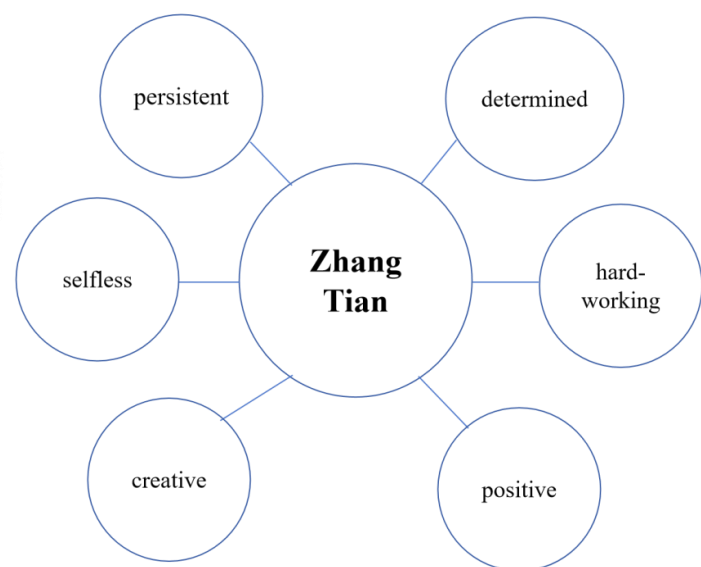 persistent
determined
Zhang
Tian
selfless
hard-
working
creative
positive